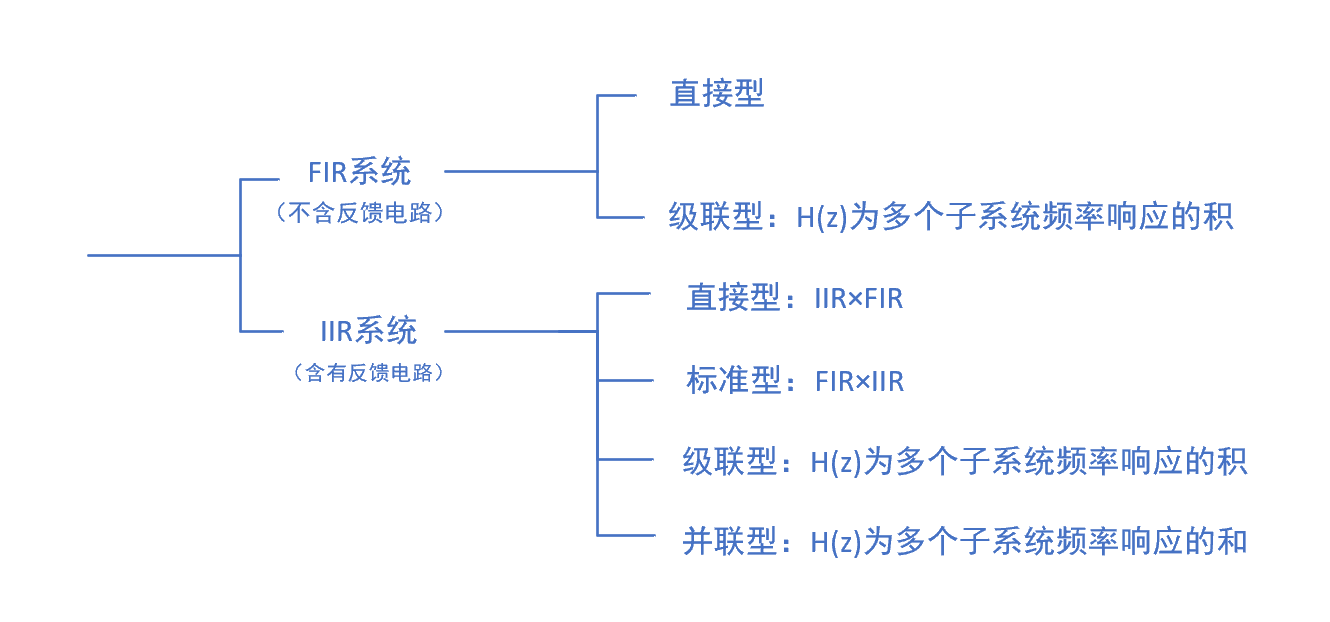 直接型
FIR系统
（不含反馈电路）
级联型：H(z)为多个子系统频率响应的积
直接型：IIR×FIR
IIR系统
（含有反馈电路）
标准型：FIR×IIR
级联型：H(z)为多个子系统频率响应的积
并联型：H(z)为多个子系统频率响应的和